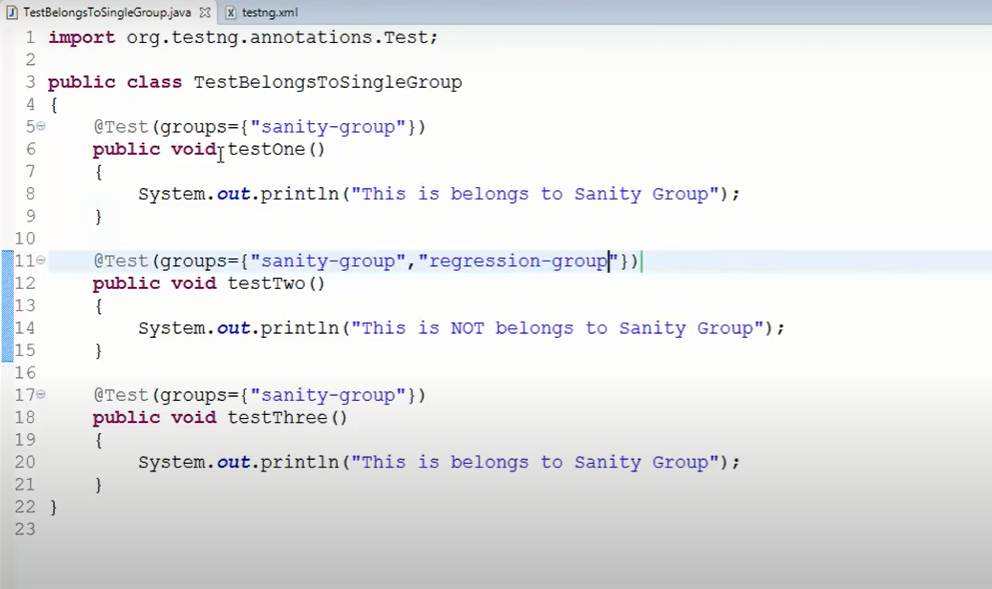 TestBelongsToSingleGroup.java testng.xml
1 import org.testng.annotations.Test;
2
3 public class TestBelongsToSingleGroup
4 {
5 @Test(groups={"sanity-group"})
6 public void testOne()
7 {
8 System.out.println("This is belongs to Sanity Group");
9 }
10
11 @Test(groups={"sanity-group","regression-group"})
12 public void testTwo()
13 {
14 System.out.println("This is NOT belongs to Sanity Group");
15 }
16
17 @Test(groups={"sanity-group"})
18 public void testThree()
19 {
20 System.out.println("This is belongs to Sanity Group");
21 }
22 }
23